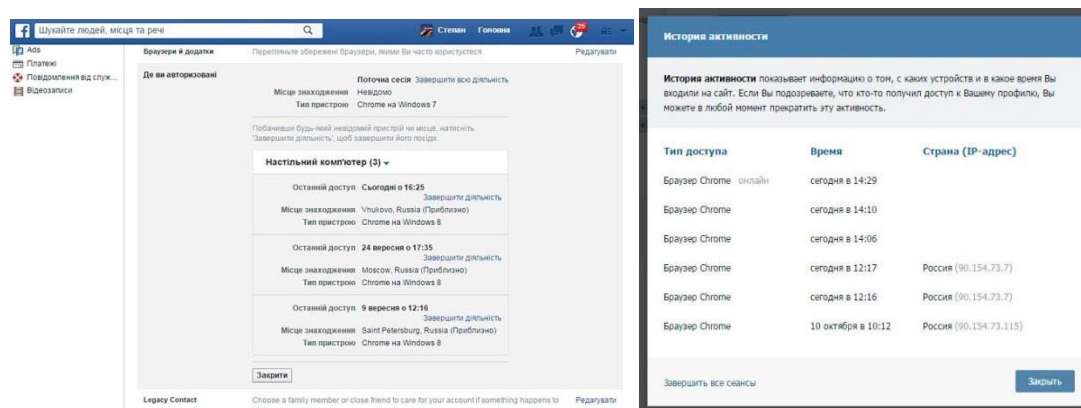 Шукайте людей, місця та речі
Степан Головна
25
Ads
Платежі
Повідомлення від служ...
Відеозаписи
Браузери й додатки
Перегляньте збережені браузери, якими Ви часто користуєтеся.
Редагувати
Де ви авторизовані
Поточна сесія Завершити всю діяльність
Місце знаходження Невідомо
Тип пристрою Chrome на Windows 7
Побачивши будь-який невідомий пристрій чи місце, натисніть
'Завершити діяльність', щоб завершити його посиди.
Настільний комп'ютер (3)
Останній доступ Сьогодні о 16:25
Завершити діяльність
Місце знаходження Vnukovo, Russia (Приблизно)
Тип пристрою Chrome на Windows 8
Останній доступ 24 вересня о 17:35
Завершити діяльність
Місце знаходження Moscow, Russia (Приблизно)
Тип пристрою Chrome на Windows 8
Останній доступ 9 вересня о 12:16
Завершити діяльність
Місце знаходження Saint Petersburg, Russia (Приблизно)
Тип пристрою Chrome на Windows 8
Закрити
Legacy Contact
Choose a family member or close friend to care for your account if something happens to
Редагувати
История активности
История активности показывает информацию о том, с каких устройств и в какое время Вы
входили на сайт. Если Вы подозреваете, что кто-то получил доступ к Вашему профилю, Вы
можете в любой момент прекратить эту активность.
Тип доступа Время Страна (IP-адрес)
Браузер Chrome онлайн сегодня в 14:29
Браузер Chrome сегодня в 14:10
Браузер Chrome сегодня в 14:06
Браузер Chrome сегодня в 12:17 Россия (90.154.73.7)
Браузер Chrome сегодня в 12:16 Россия (90.154.73.7)
Браузер Chrome 10 октября в 10:12 Россия (90.154.73.115)
Завершить все сеансы
Закрыть